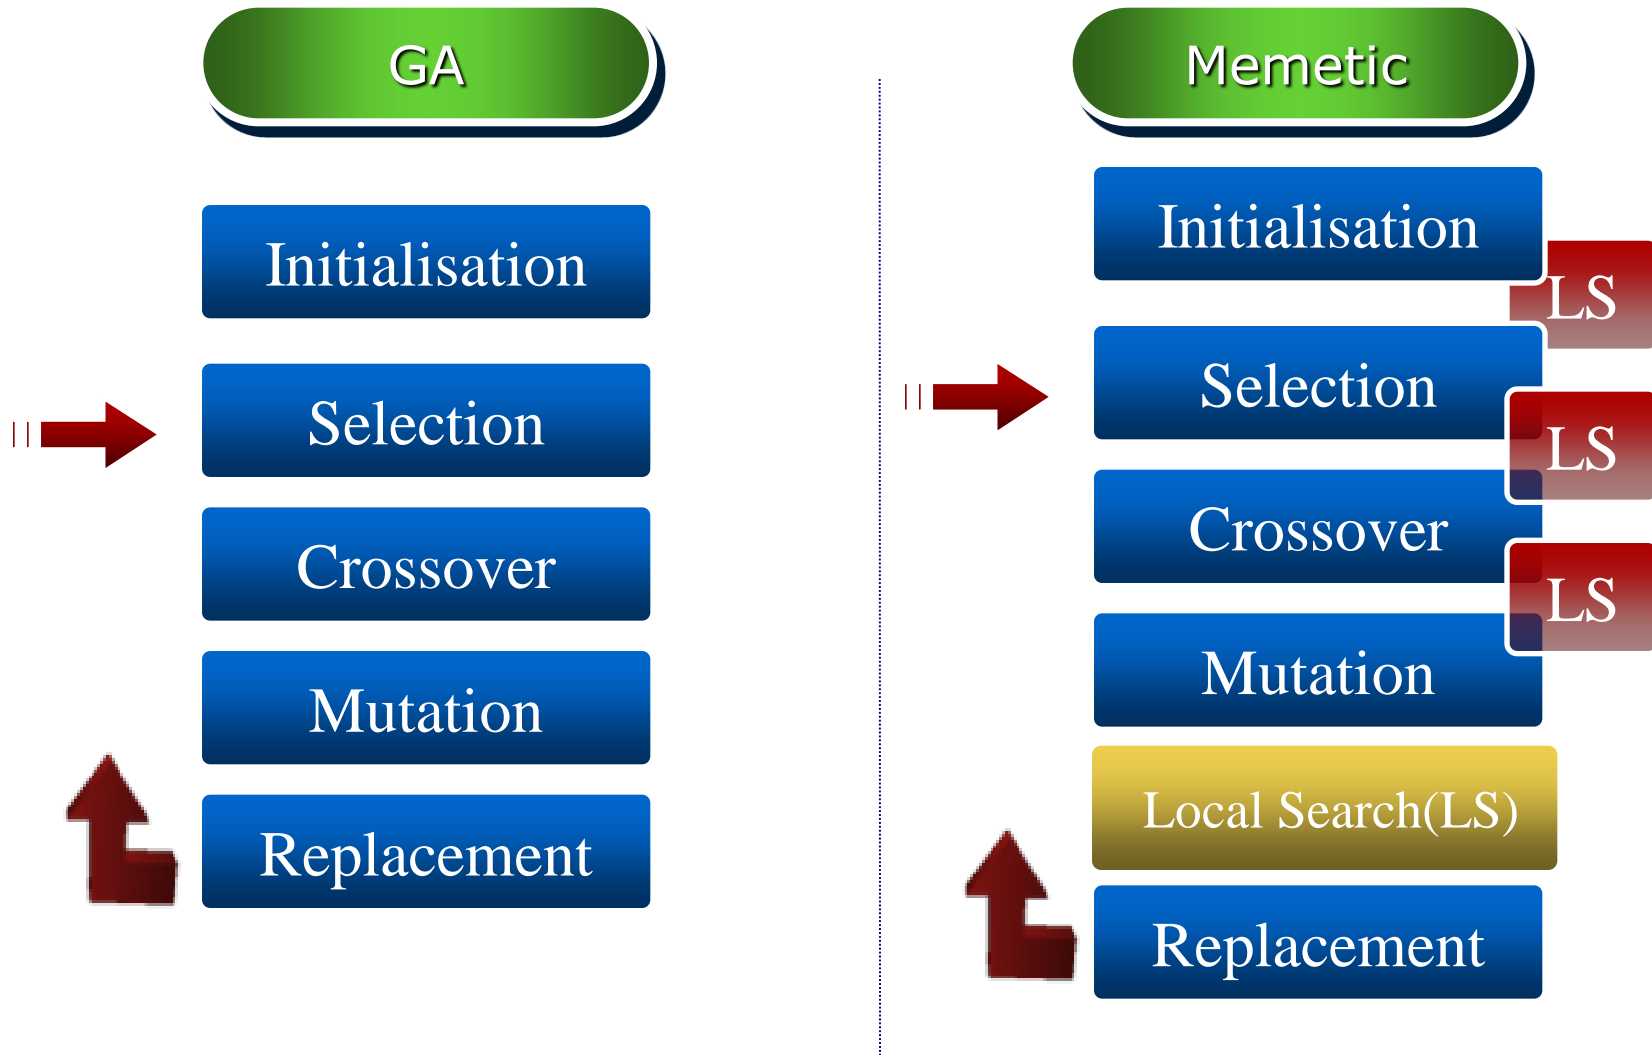 GA
Initialisation
Selection
Crossover
Mutation
Replacement
Memetic
Initialisation
LS
Selection
LS
Crossover
LS
Mutation
Local Search(LS)
Replacement